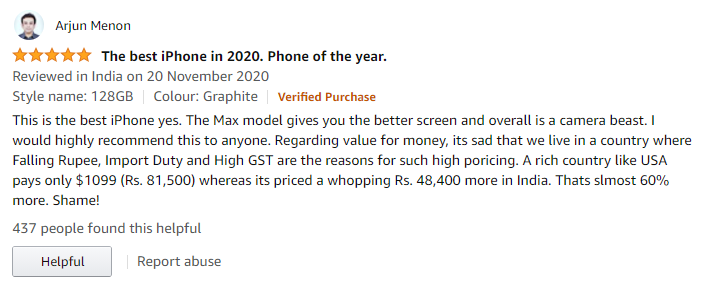 Arjun Menon
The best iPhone in 2020. Phone of the year.
Reviewed in India on 20 November 2020
Style name: 128GB | Colour: Graphite | Verified Purchase
This is the best iPhone yes. The Max model gives you the better screen and overall is a camera beast. I
would highly recommend this to anyone. Regarding value for money, its sad that we live in a country where
Falling Rupee, Import Duty and High GST are the reasons for such high poricing. A rich country like USA
pays only $1099 (Rs. 81,500) whereas its priced a whopping Rs. 48,400 more in India. Thats slmost 60%
more. Shame!
437 people found this helpful
Helpful | Report abuse